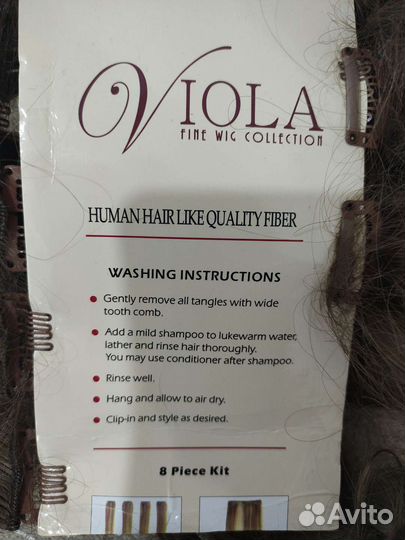 VIOLA
FINE WIG COLLECTION
HUMAN HAIR LIKE QUALITY FIBER
WASHING INSTRUCTIONS
• Gently remove all tangles with wide
tooth comb.
• Add a mild shampoo to lukewarm water,
lather and rinse hair thoroughly.
You may use conditioner after shampoo.
• Rinse well.
• Hang and allow to air dry.
• Clip-in and style as desired.
8 Piece Kit
Avito